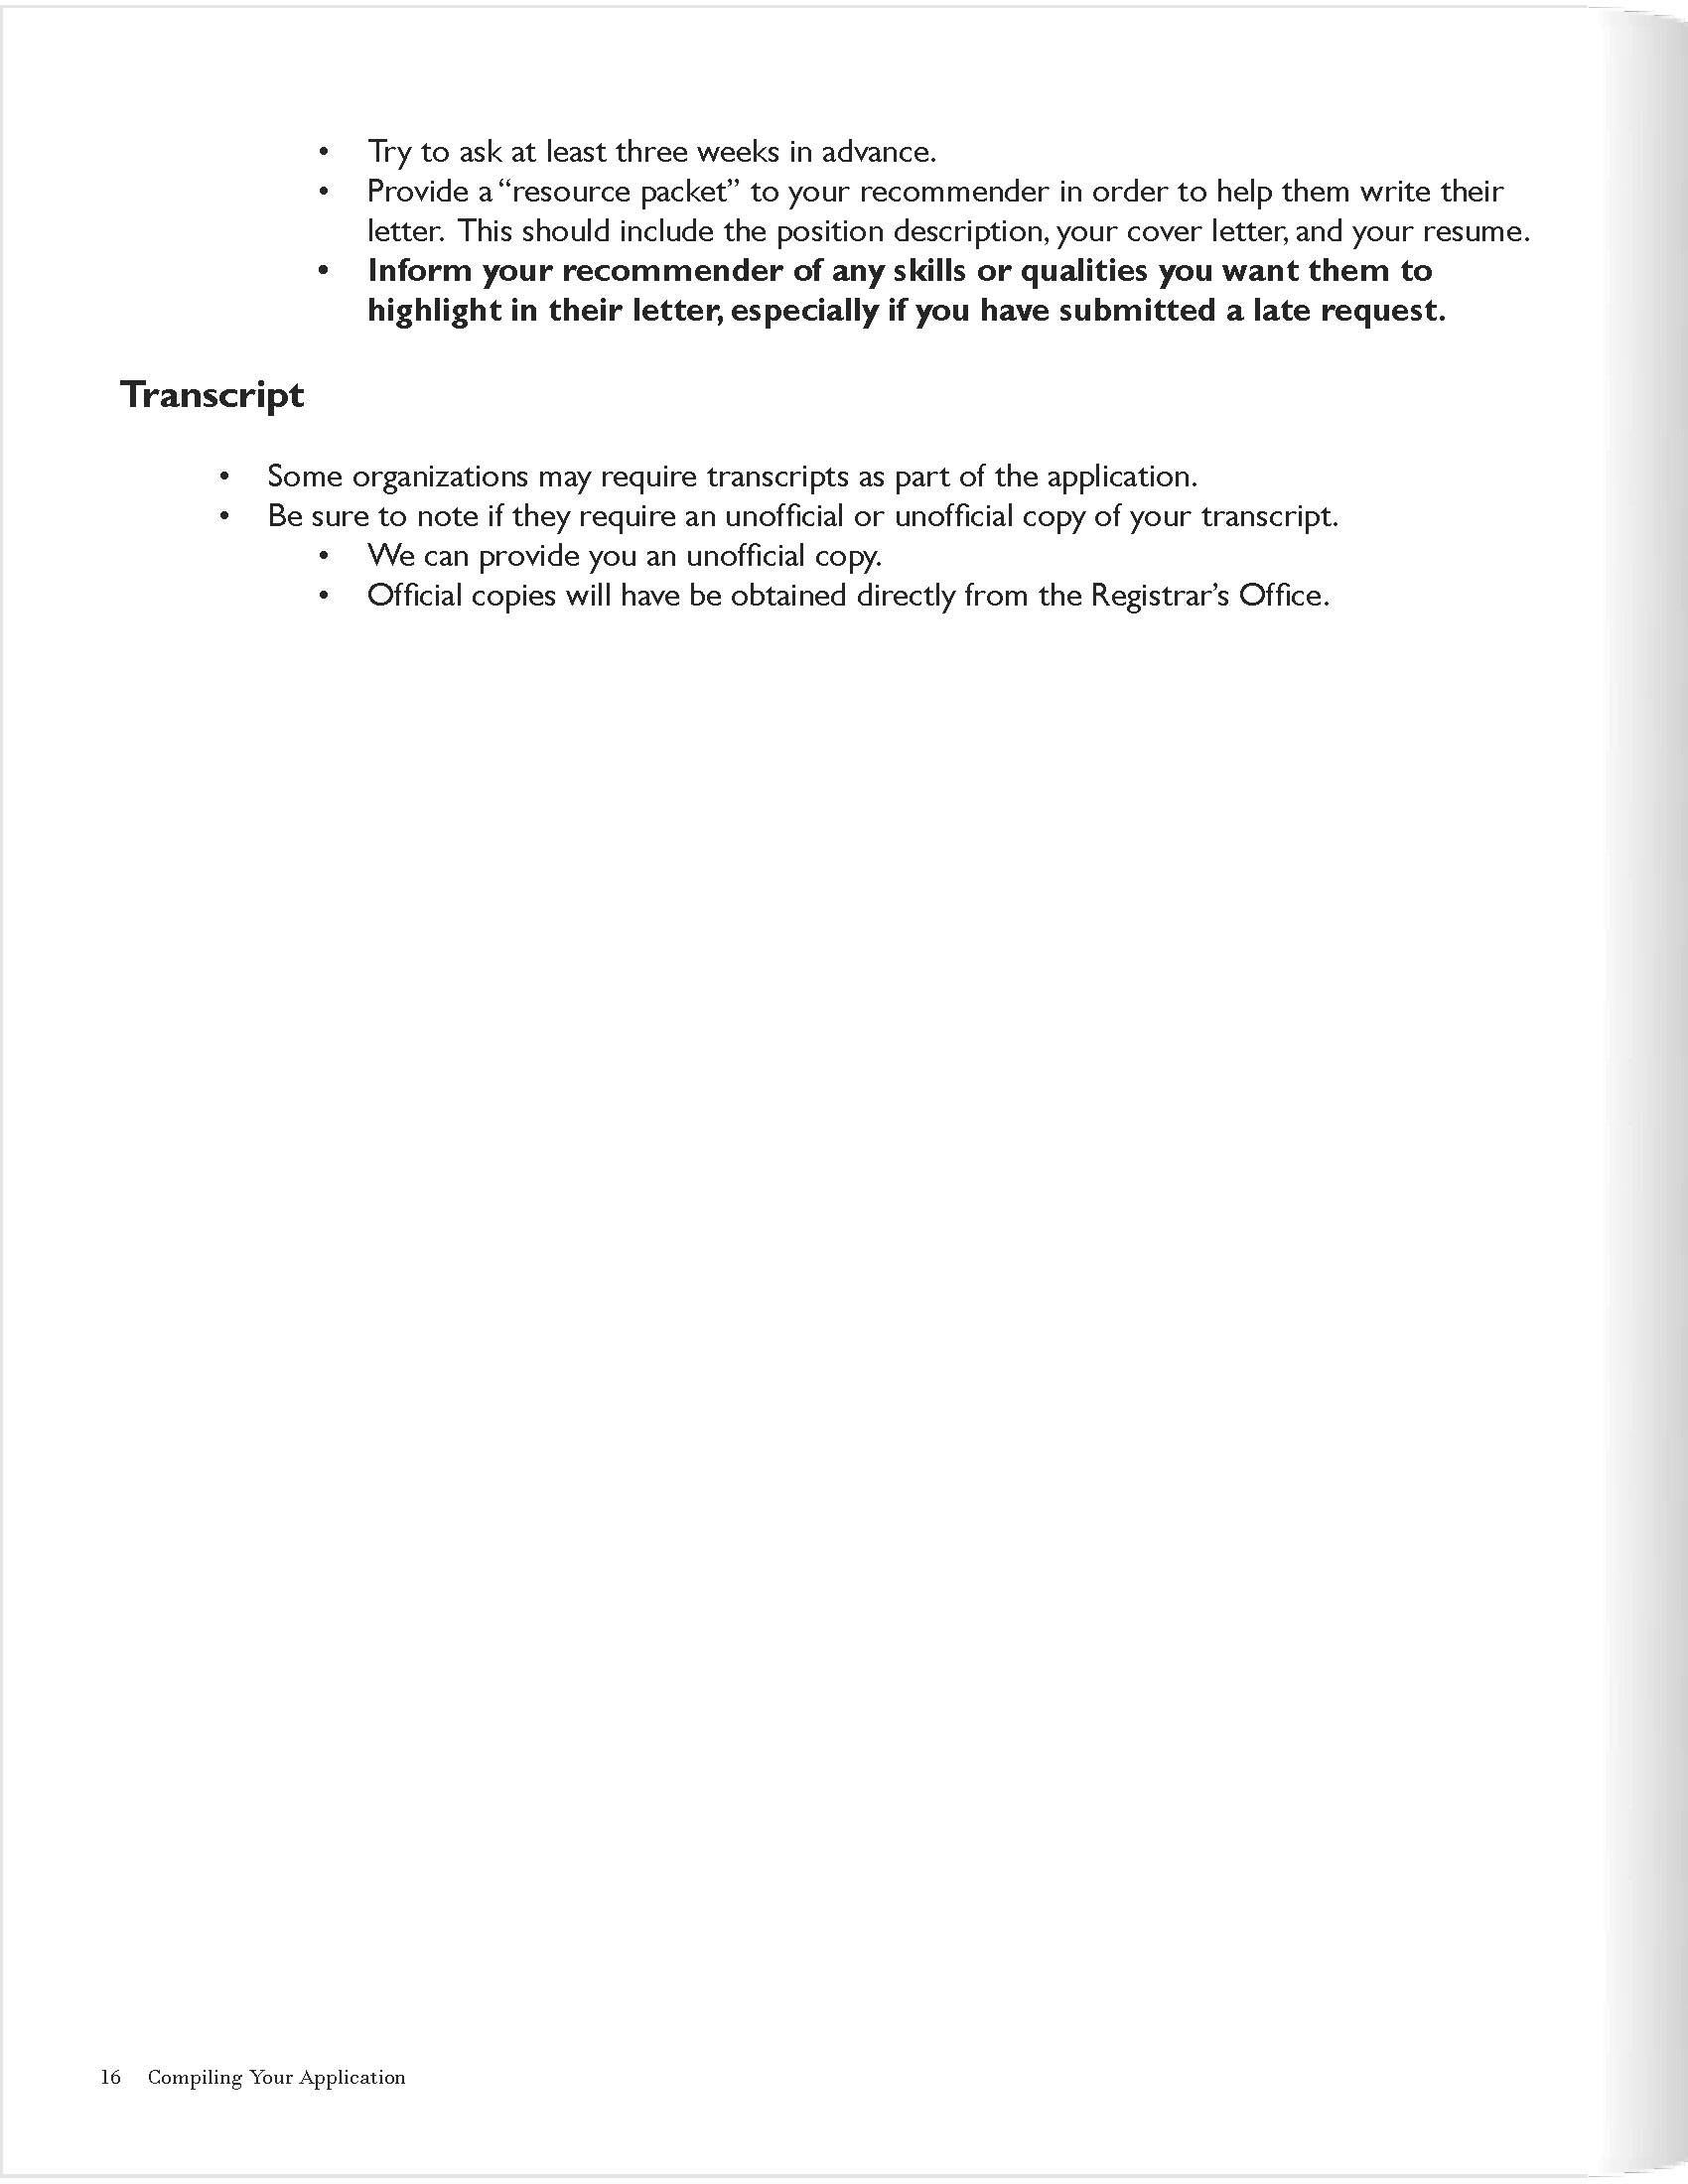 • Try to ask at least three weeks in advance.
• Provide a “resource packet” to your recommender in order to help them write their
letter. This should include the position description, your cover letter, and your resume.
• Inform your recommender of any skills or qualities you want them to
highlight in their letter, especially if you have submitted a late request.
Transcript
• Some organizations may require transcripts as part of the application.
• Be sure to note if they require an unofficial or unofficial copy of your transcript.
• We can provide you an unofficial copy.
• Official copies will have be obtained directly from the Registrar’s Office.
16 Compiling Your Application